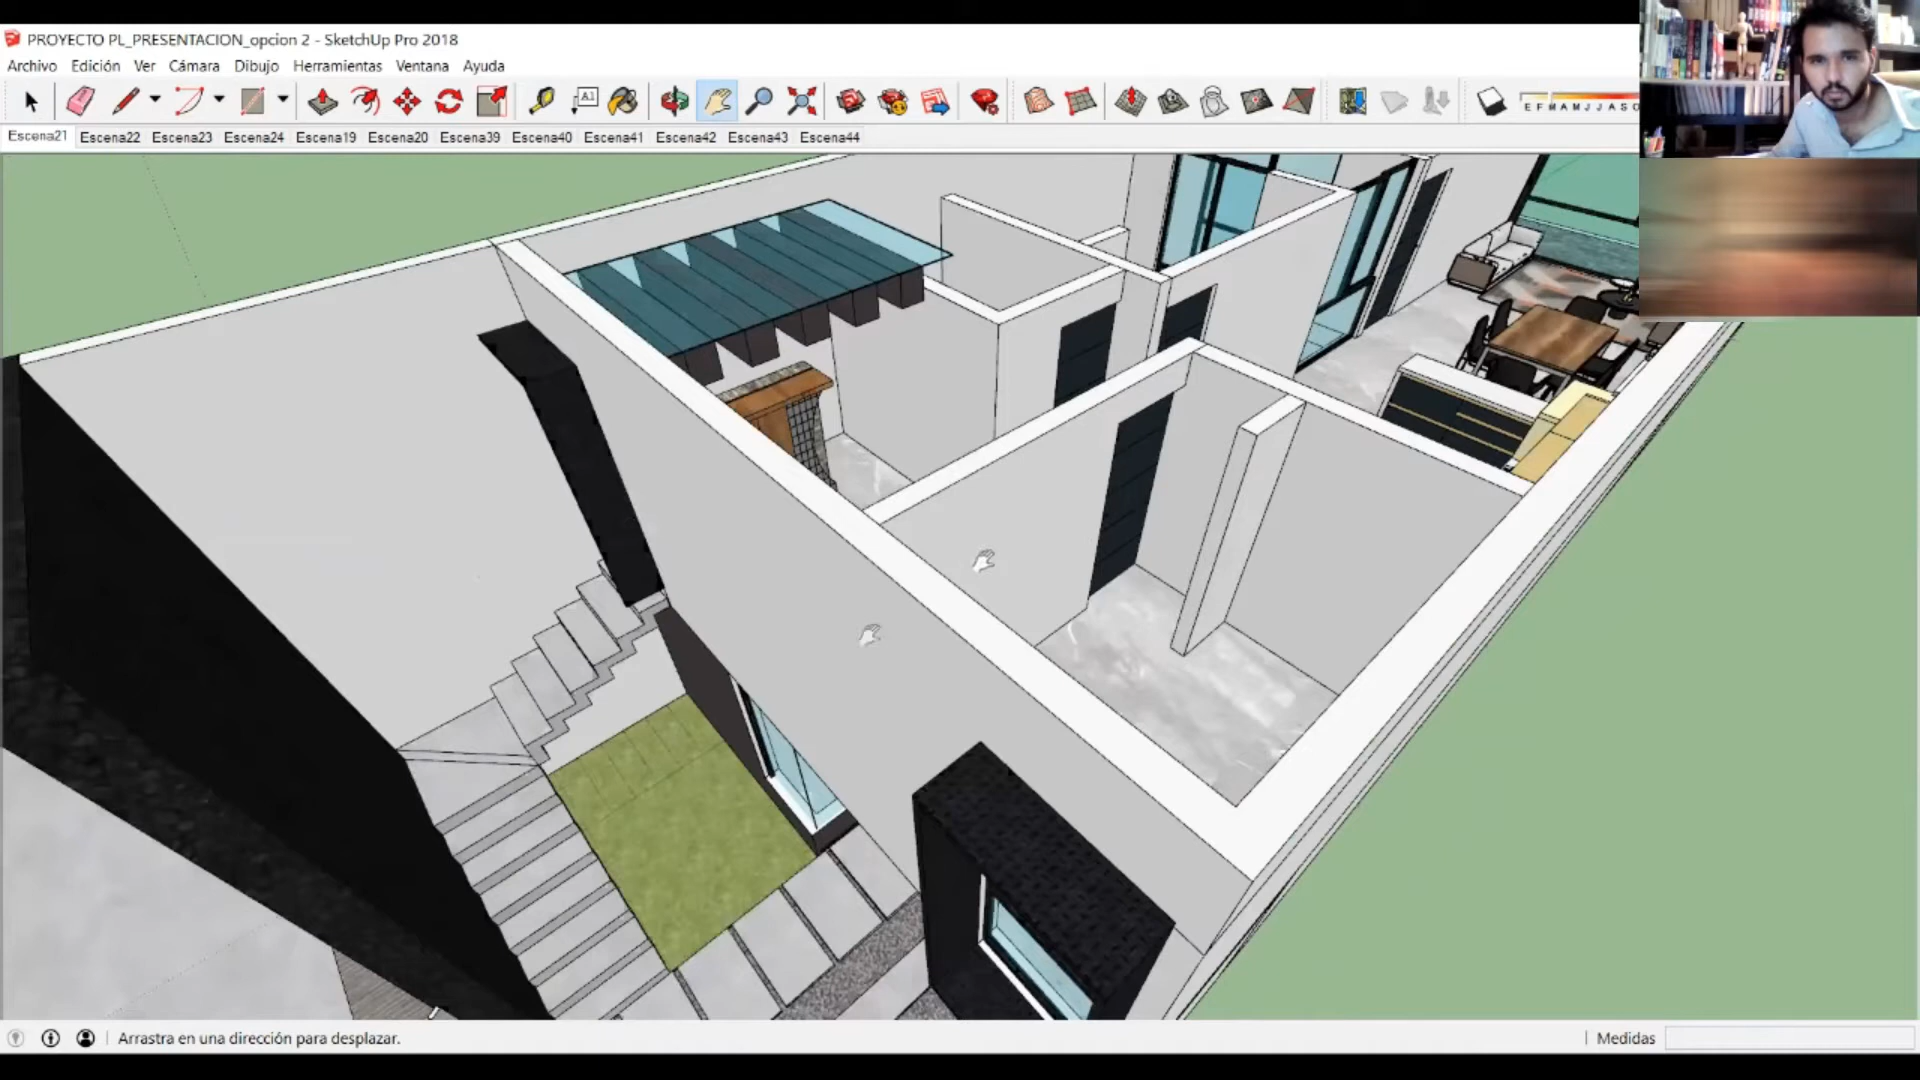 PROYECTO PL_PRESENTACION_opcion 2 - SketchUp Pro 2018
Archivo Edición Ver Cámara Dibujo Herramientas Ventana Ayuda
A1
E F M A M J J A S O
Escena21 Escena22 Escena23 Escena24 Escena19 Escena20 Escena39 Escena40 Escena41 Escena42 Escena43 Escena44
Arrastra en una dirección para desplazar.
Medidas